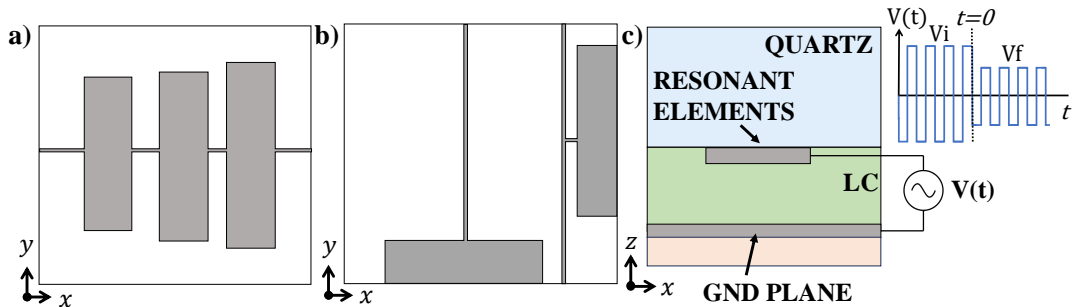 a)
y
x
b)
y
x
c)
QUARTZ
RESONANT
ELEMENTS
LC
z
x
GND PLANE
V(t)
Vi
t=0
Vf
t
V(t)